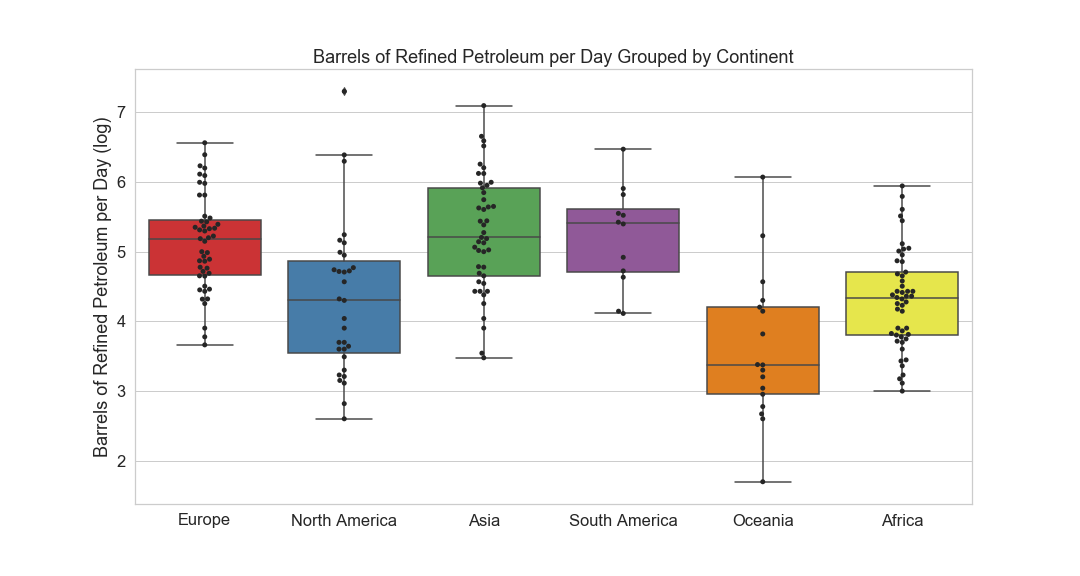 Barrels of Refined Petroleum per Day Grouped by Continent
Barrels of Refined Petroleum per Day (log)
7
6
5
4
3
2
Europe
North America
Asia
South America
Oceania
Africa